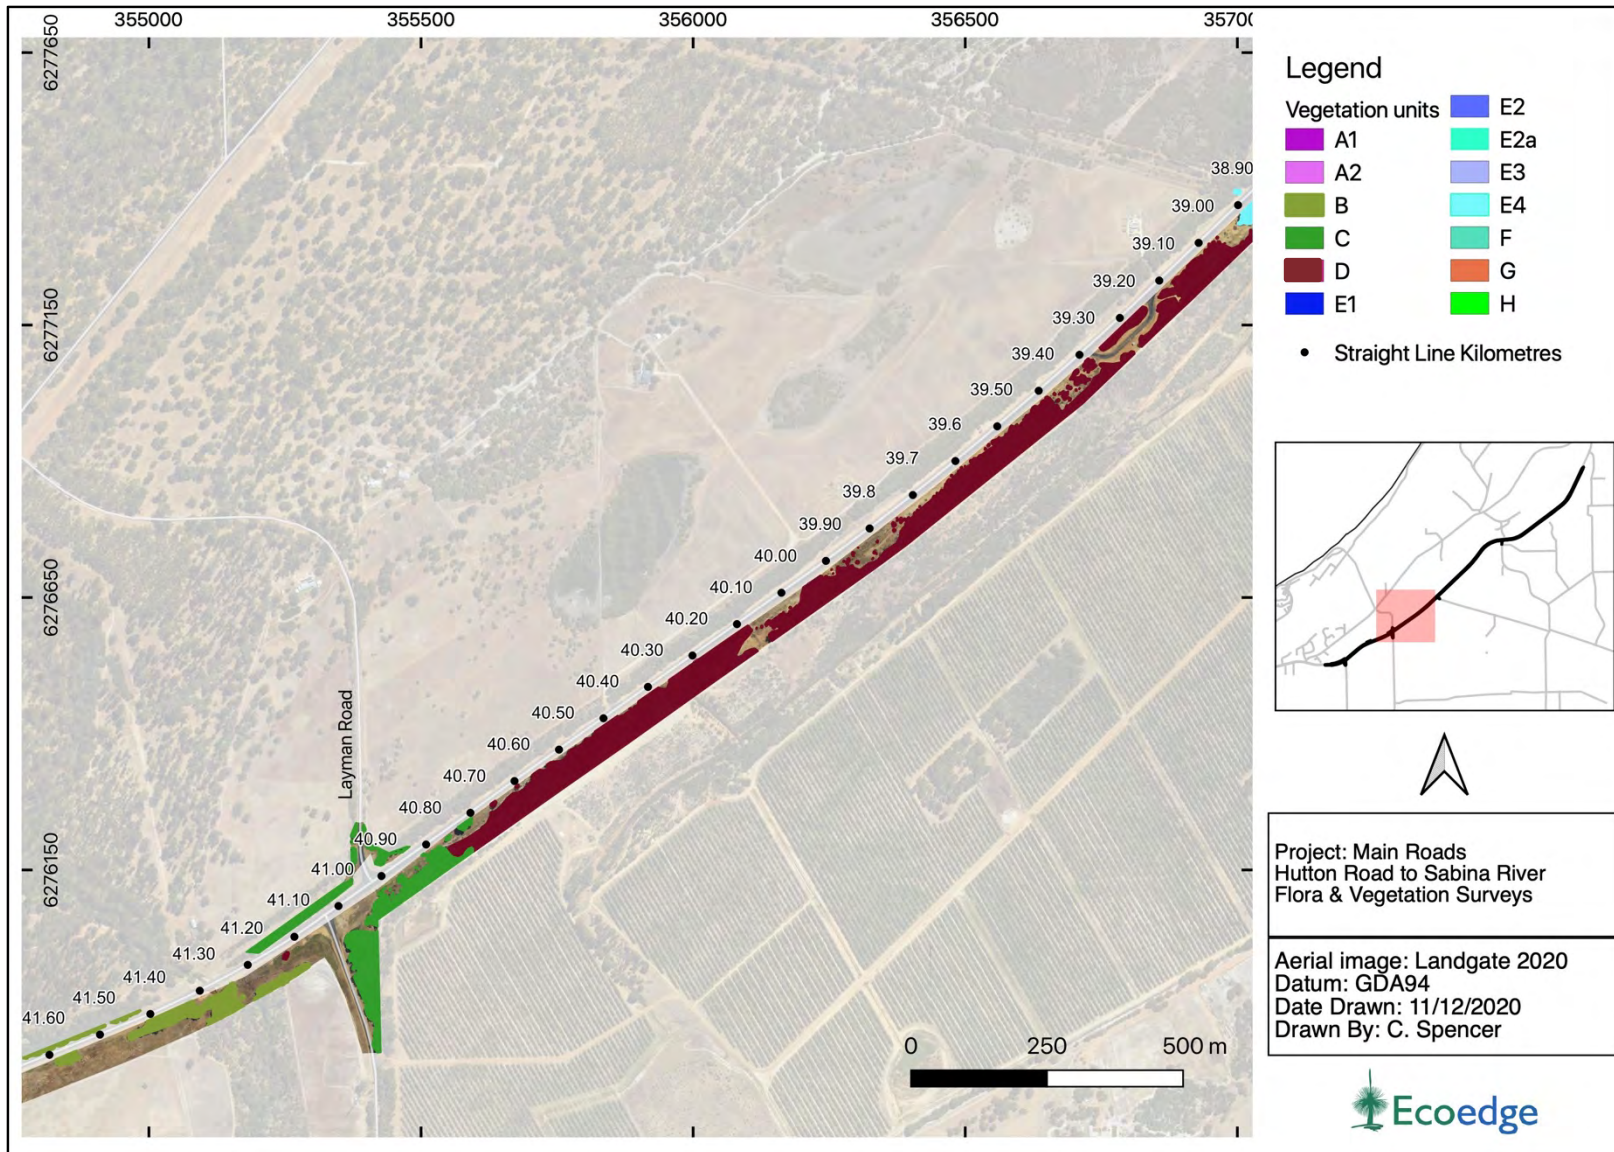 355000 355500 356000 356500 35700
6277650
6277150
6276650
6276150
38.90
39.00
39.10
39.20
39.30
39.40
39.50
39.6
39.7
39.8
39.90
40.00
40.10
40.20
40.30
40.40
40.50
40.60
40.70
40.80
40.90
41.00
41.10
41.20
41.30
41.40
41.50
41.60
Layman Road
0 250 500 m
Legend
Vegetation units
A1
A2
B
C
D
E1
E2
E2a
E3
E4
F
G
H
Straight Line Kilometres
Project: Main Roads
Hutton Road to Sabina River
Flora & Vegetation Surveys
Aerial image: Landgate 2020
Datum: GDA94
Date Drawn: 11/12/2020
Drawn By: C. Spencer
Ecoedge